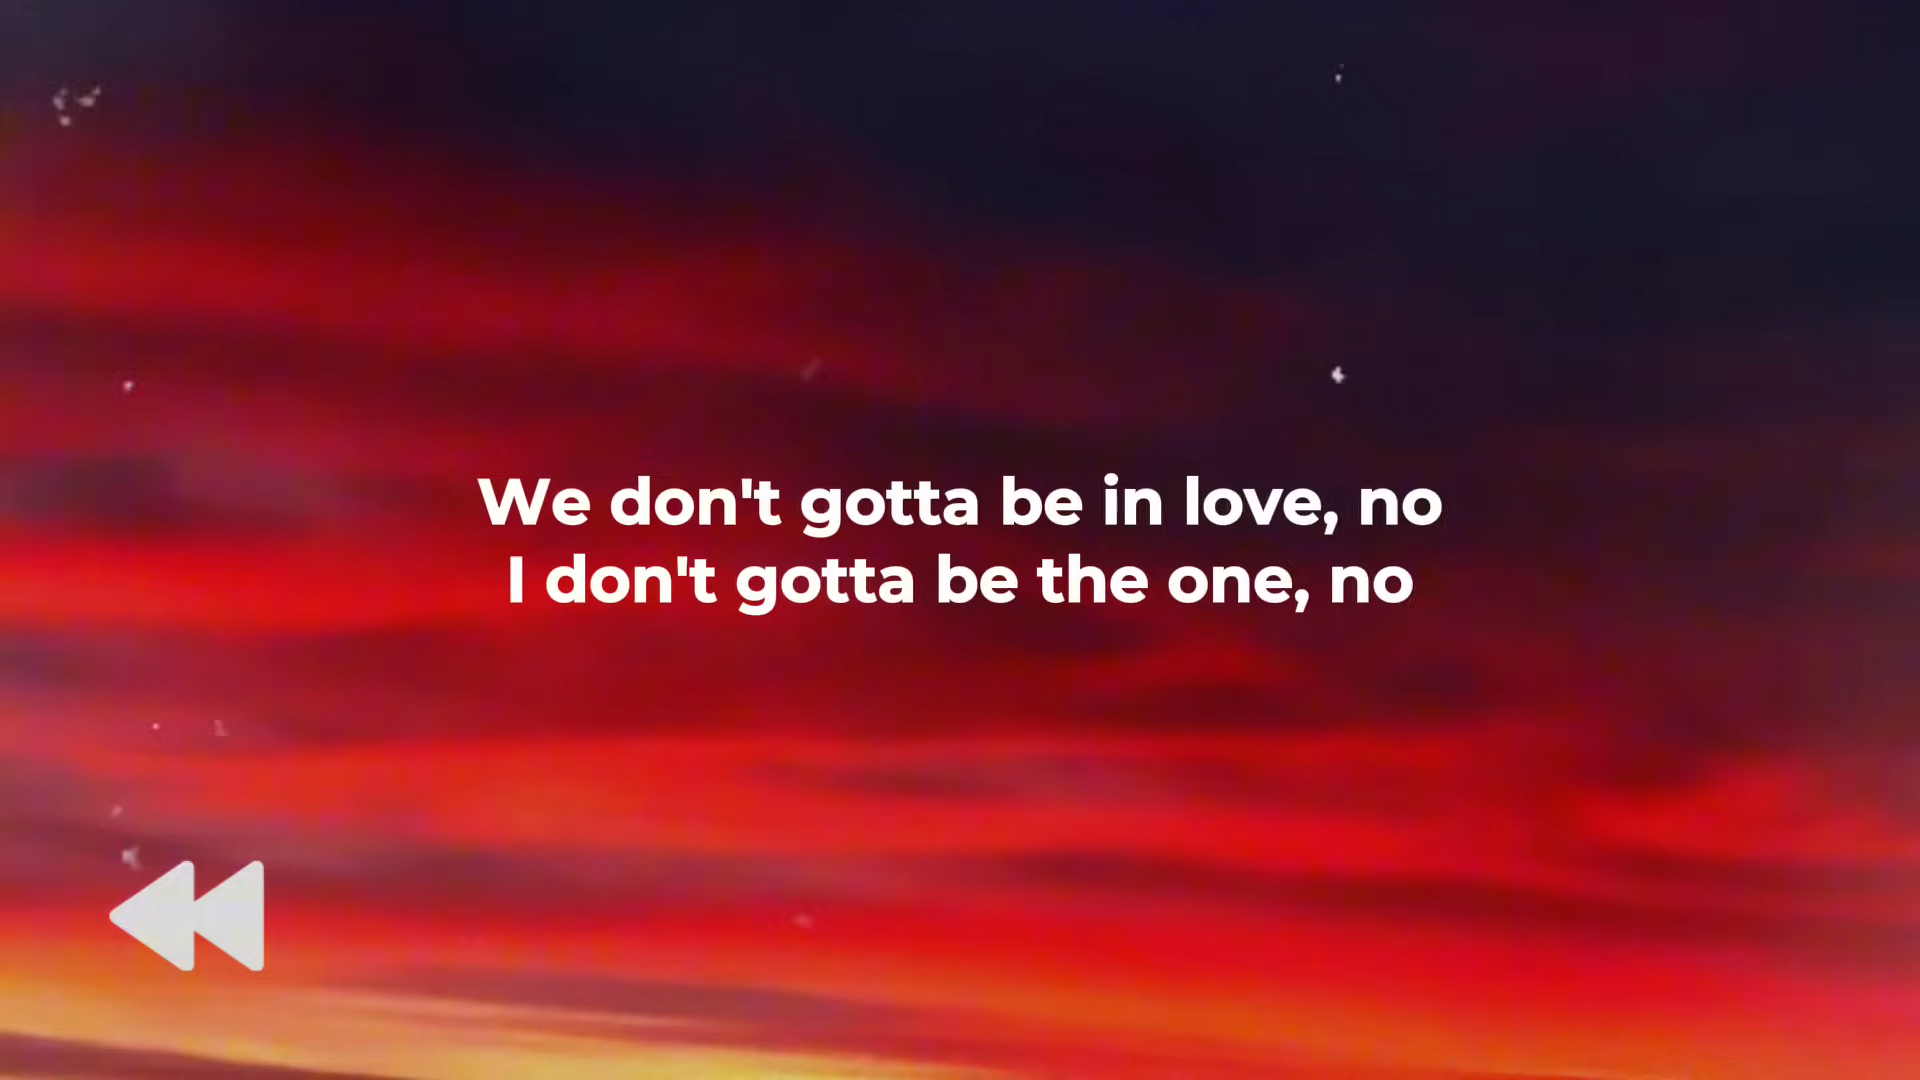 We don't gotta be in love, no
I don't gotta be the one, no